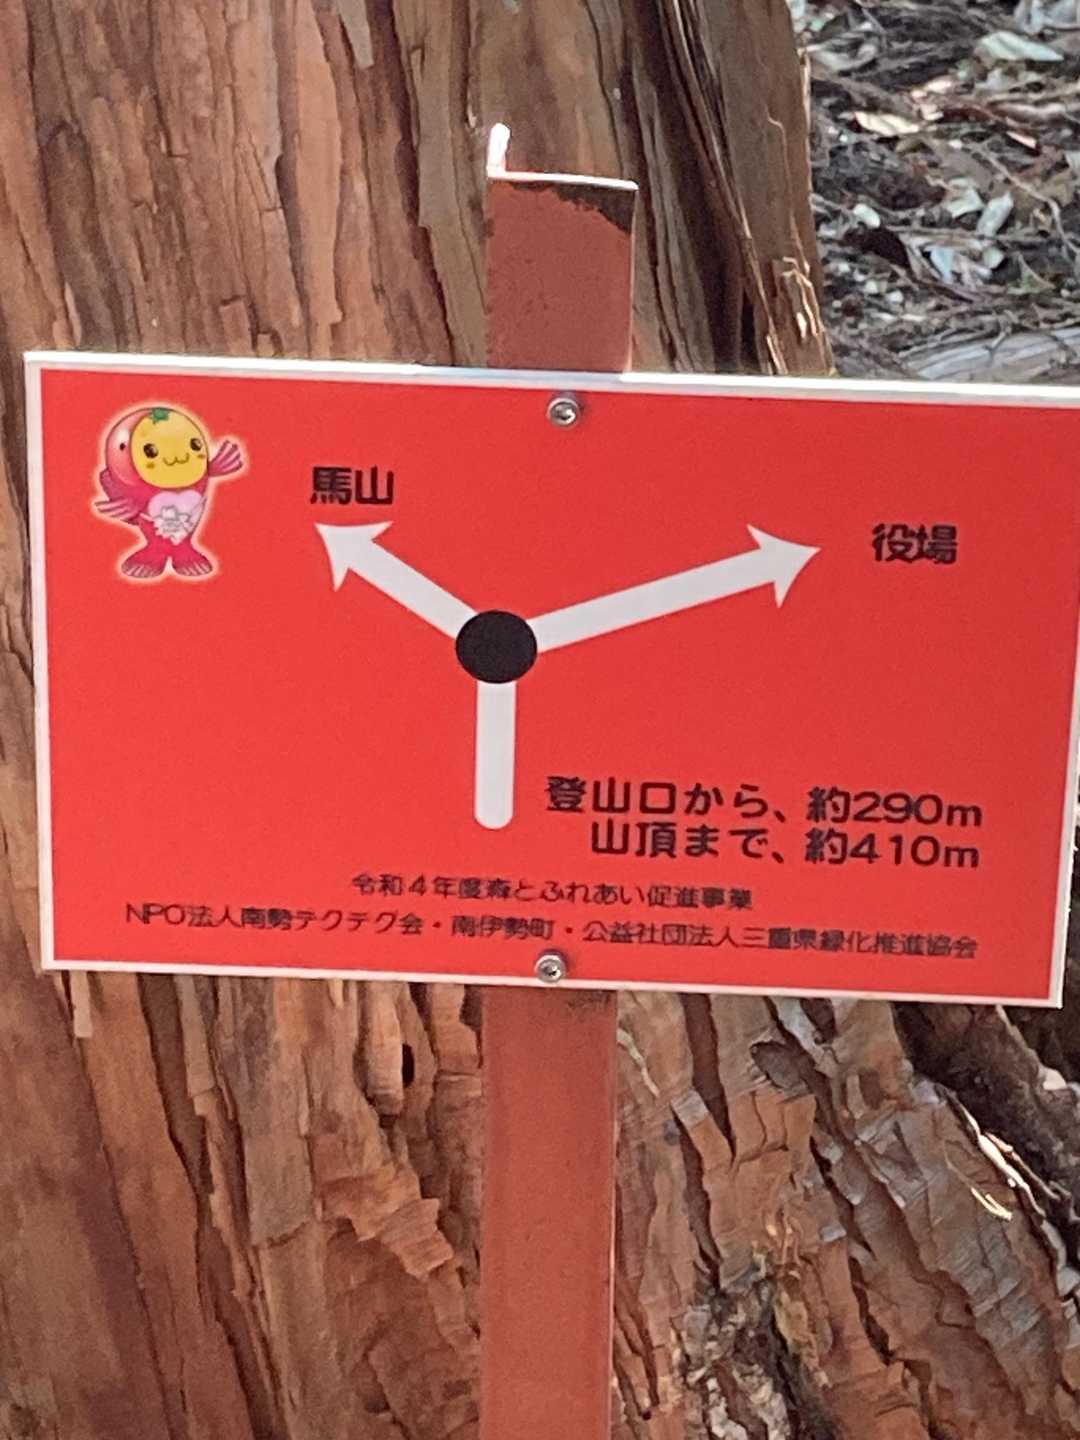 馬山
役場
登山口から、約290m
山頂まで、約410m
令和4年度森とふれあい促進事業
NPO法人南勢テクテク会・南伊勢町・公益社団法人三重県緑化推進協会